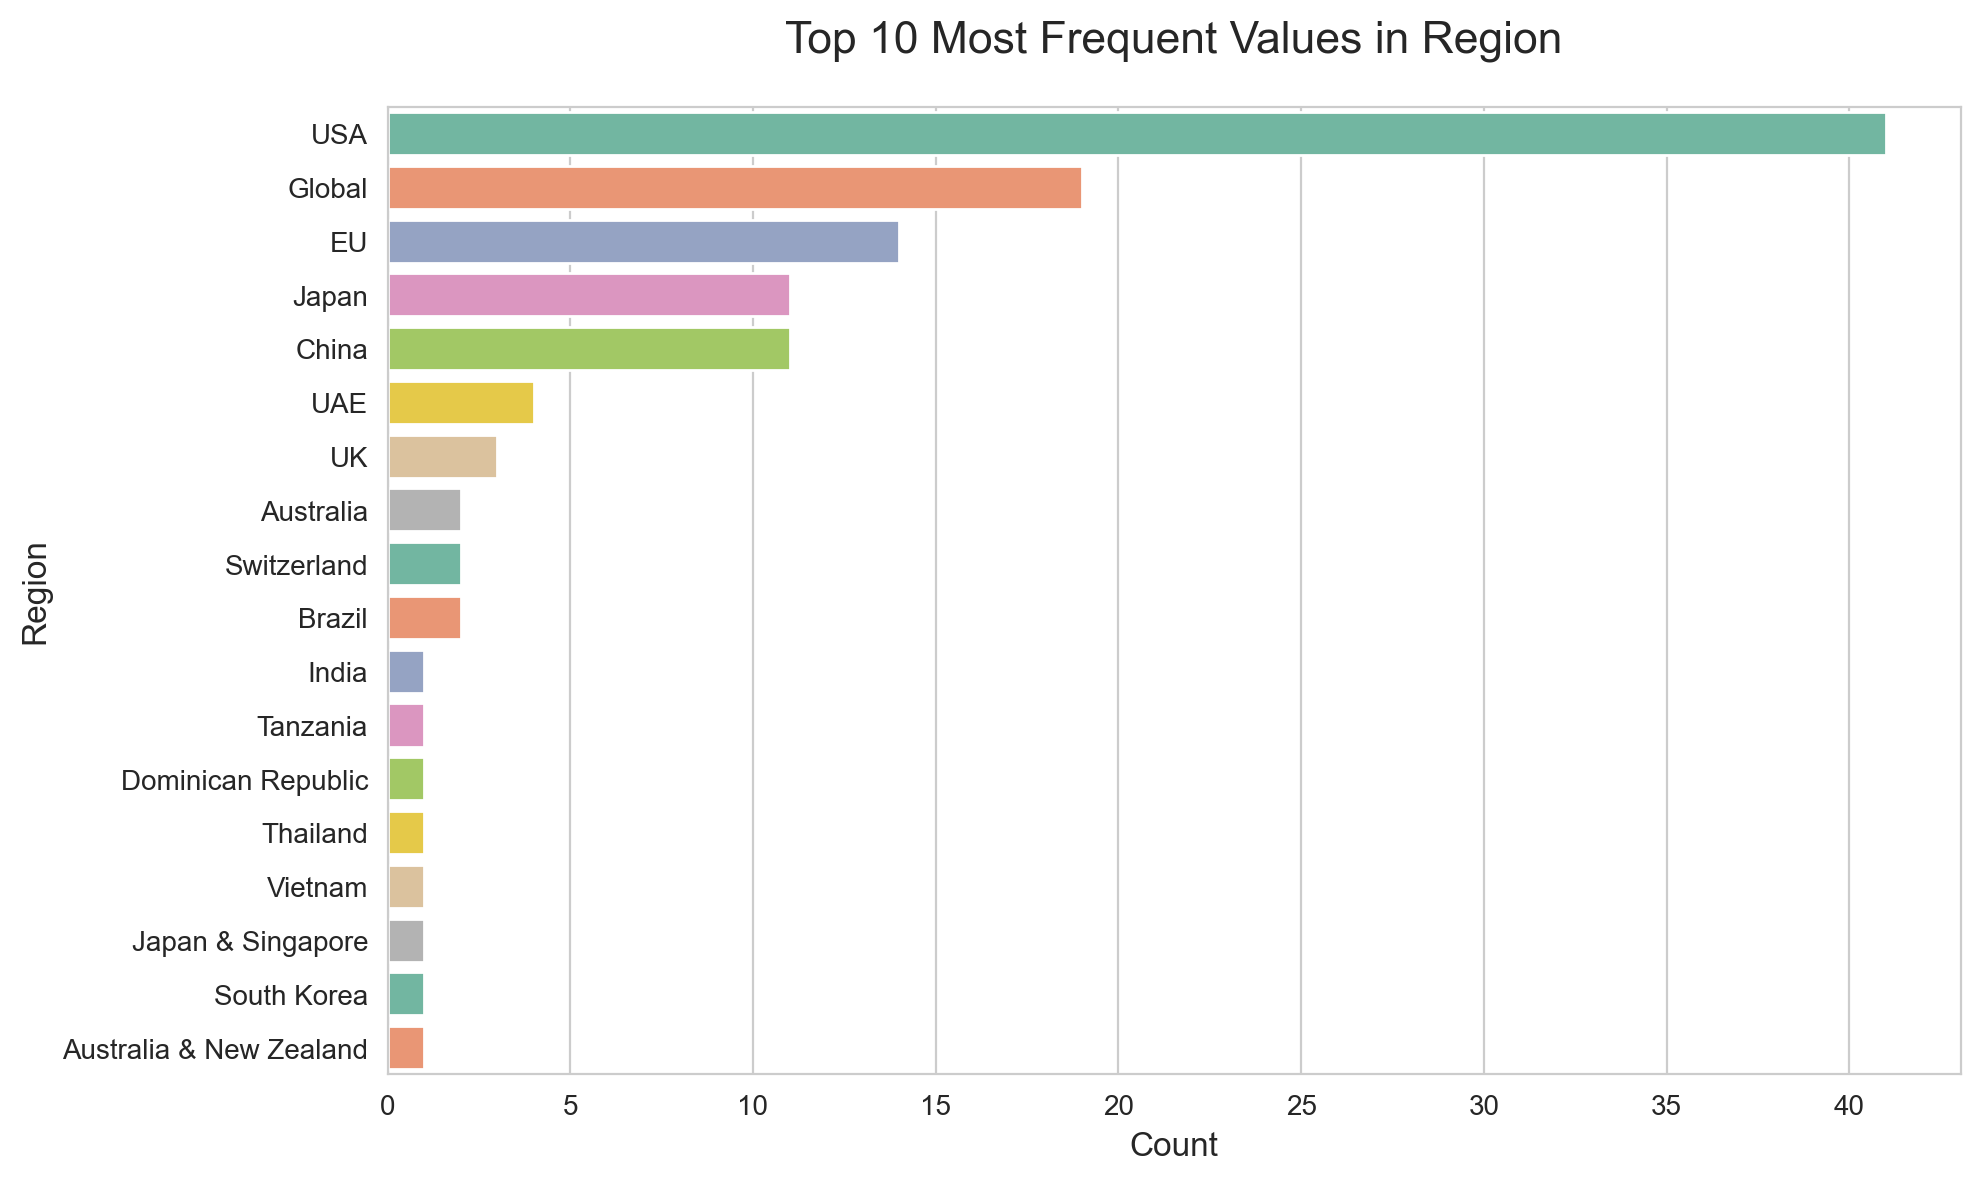 Top 10 Most Frequent Values in Region
USA
Global
EU
Japan
China
UAE
UK
Australia
Switzerland
Brazil
India
Tanzania
Dominican Republic
Thailand
Vietnam
Japan & Singapore
South Korea
Australia & New Zealand
Region
0 5 10 15 20 25 30 35 40
Count